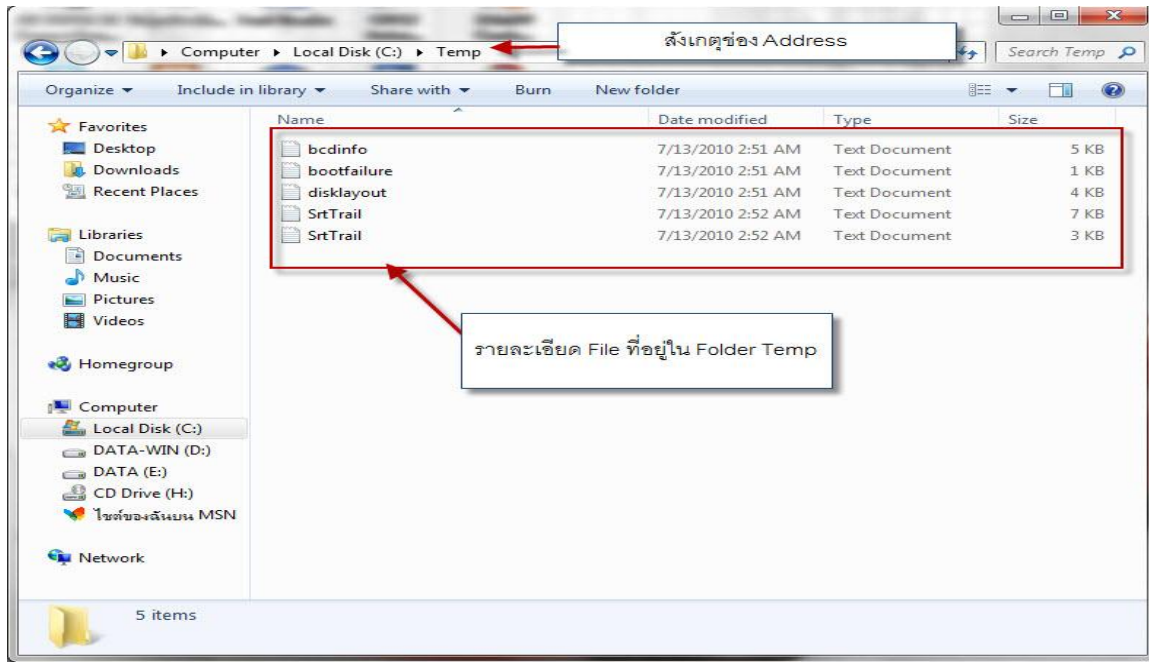 สังเกตุช่อง Address
Computer Local Disk (C:) Temp
Search Temp
Organize Include in library Share with Burn New folder
Name Date modified Type Size
Favorites
Desktop
Downloads
Recent Places
Libraries
Documents
Music
Pictures
Videos
Homegroup
Computer
Local Disk (C:)
DATA-WIN (D:)
DATA (E:)
CD Drive (H:)
ไซต์ของฉันบน MSN
Network
bcdinfo 7/13/2010 2:51 AM Text Document 5 KB
bootfailure 7/13/2010 2:51 AM Text Document 1 KB
disklayout 7/13/2010 2:51 AM Text Document 4 KB
SrtTrail 7/13/2010 2:52 AM Text Document 7 KB
SrtTrail 7/13/2010 2:52 AM Text Document 3 KB
รายละเอียด File ที่อยู่ใน Folder Temp
5 items